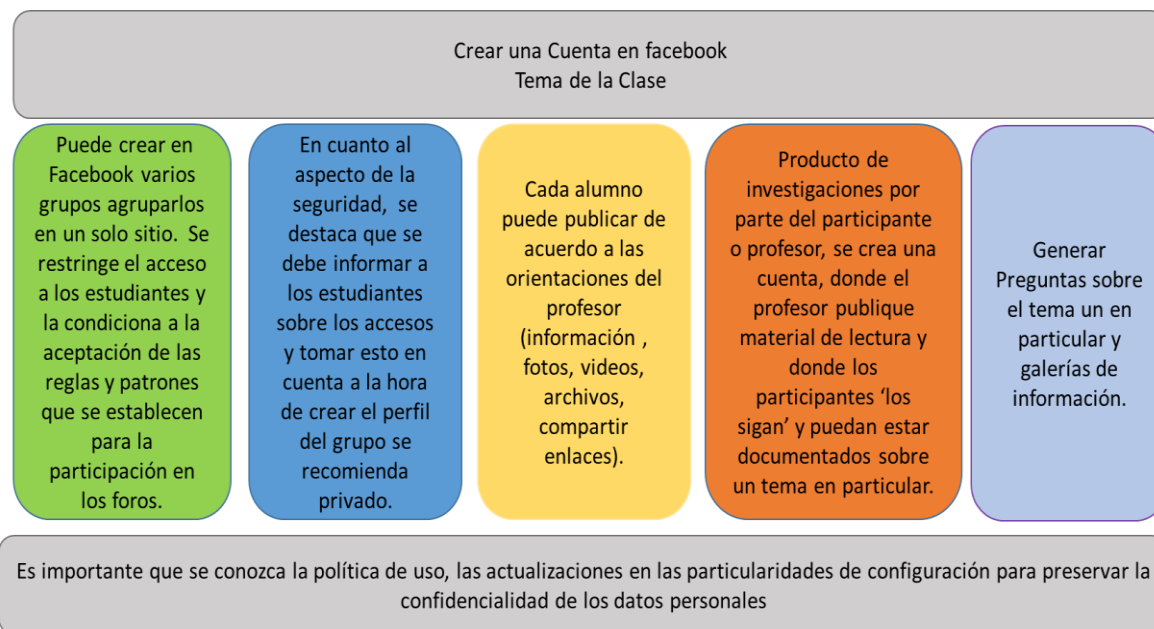 Crear una Cuenta en facebook
Tema de la Clase
Puede crear en
Facebook varios
grupos agruparlos
en un solo sitio. Se
restringe el acceso
a los estudiantes y
la condiciona a la
aceptación de las
reglas y patrones
que se establecen
para la
participación en
los foros.
En cuanto al
aspecto de la
seguridad, se
destaca que se
debe informar a
los estudiantes
sobre los accesos
y tomar esto en
cuenta a la hora
de crear el perfil
del grupo se
recomienda
privado.
Cada alumno
puede publicar de
acuerdo a las
orientaciones del
profesor
(información ,
fotos, videos,
archivos,
compartir
enlaces).
Producto de
investigaciones por
parte del participante
o profesor, se crea una
cuenta, donde el
profesor publique
material de lectura y
donde los
participantes ‘los
sigan’ y puedan estar
documentados sobre
un tema en particular.
Generar
Preguntas sobre
el tema un en
particular y
galerías de
información.
Es importante que se conozca la política de uso, las actualizaciones en las particularidades de configuración para preservar la
confidencialidad de los datos personales